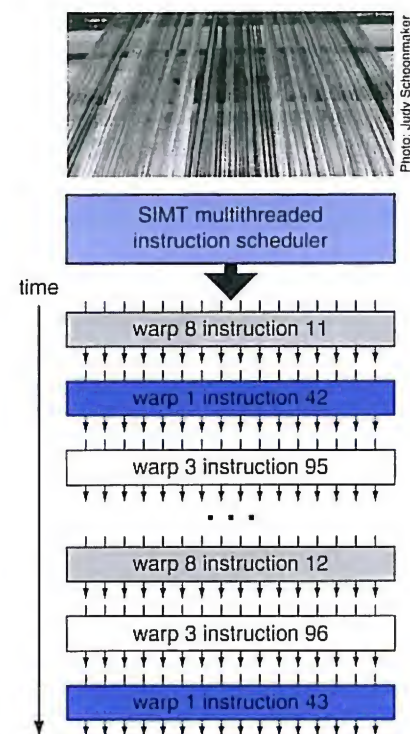 Photo: Judy Schoonmaker
SIMT multithreaded
instruction scheduler
time
warp 8 instruction 11
warp 1 instruction 42
warp 3 instruction 95
. . .
warp 8 instruction 12
warp 3 instruction 96
warp 1 instruction 43